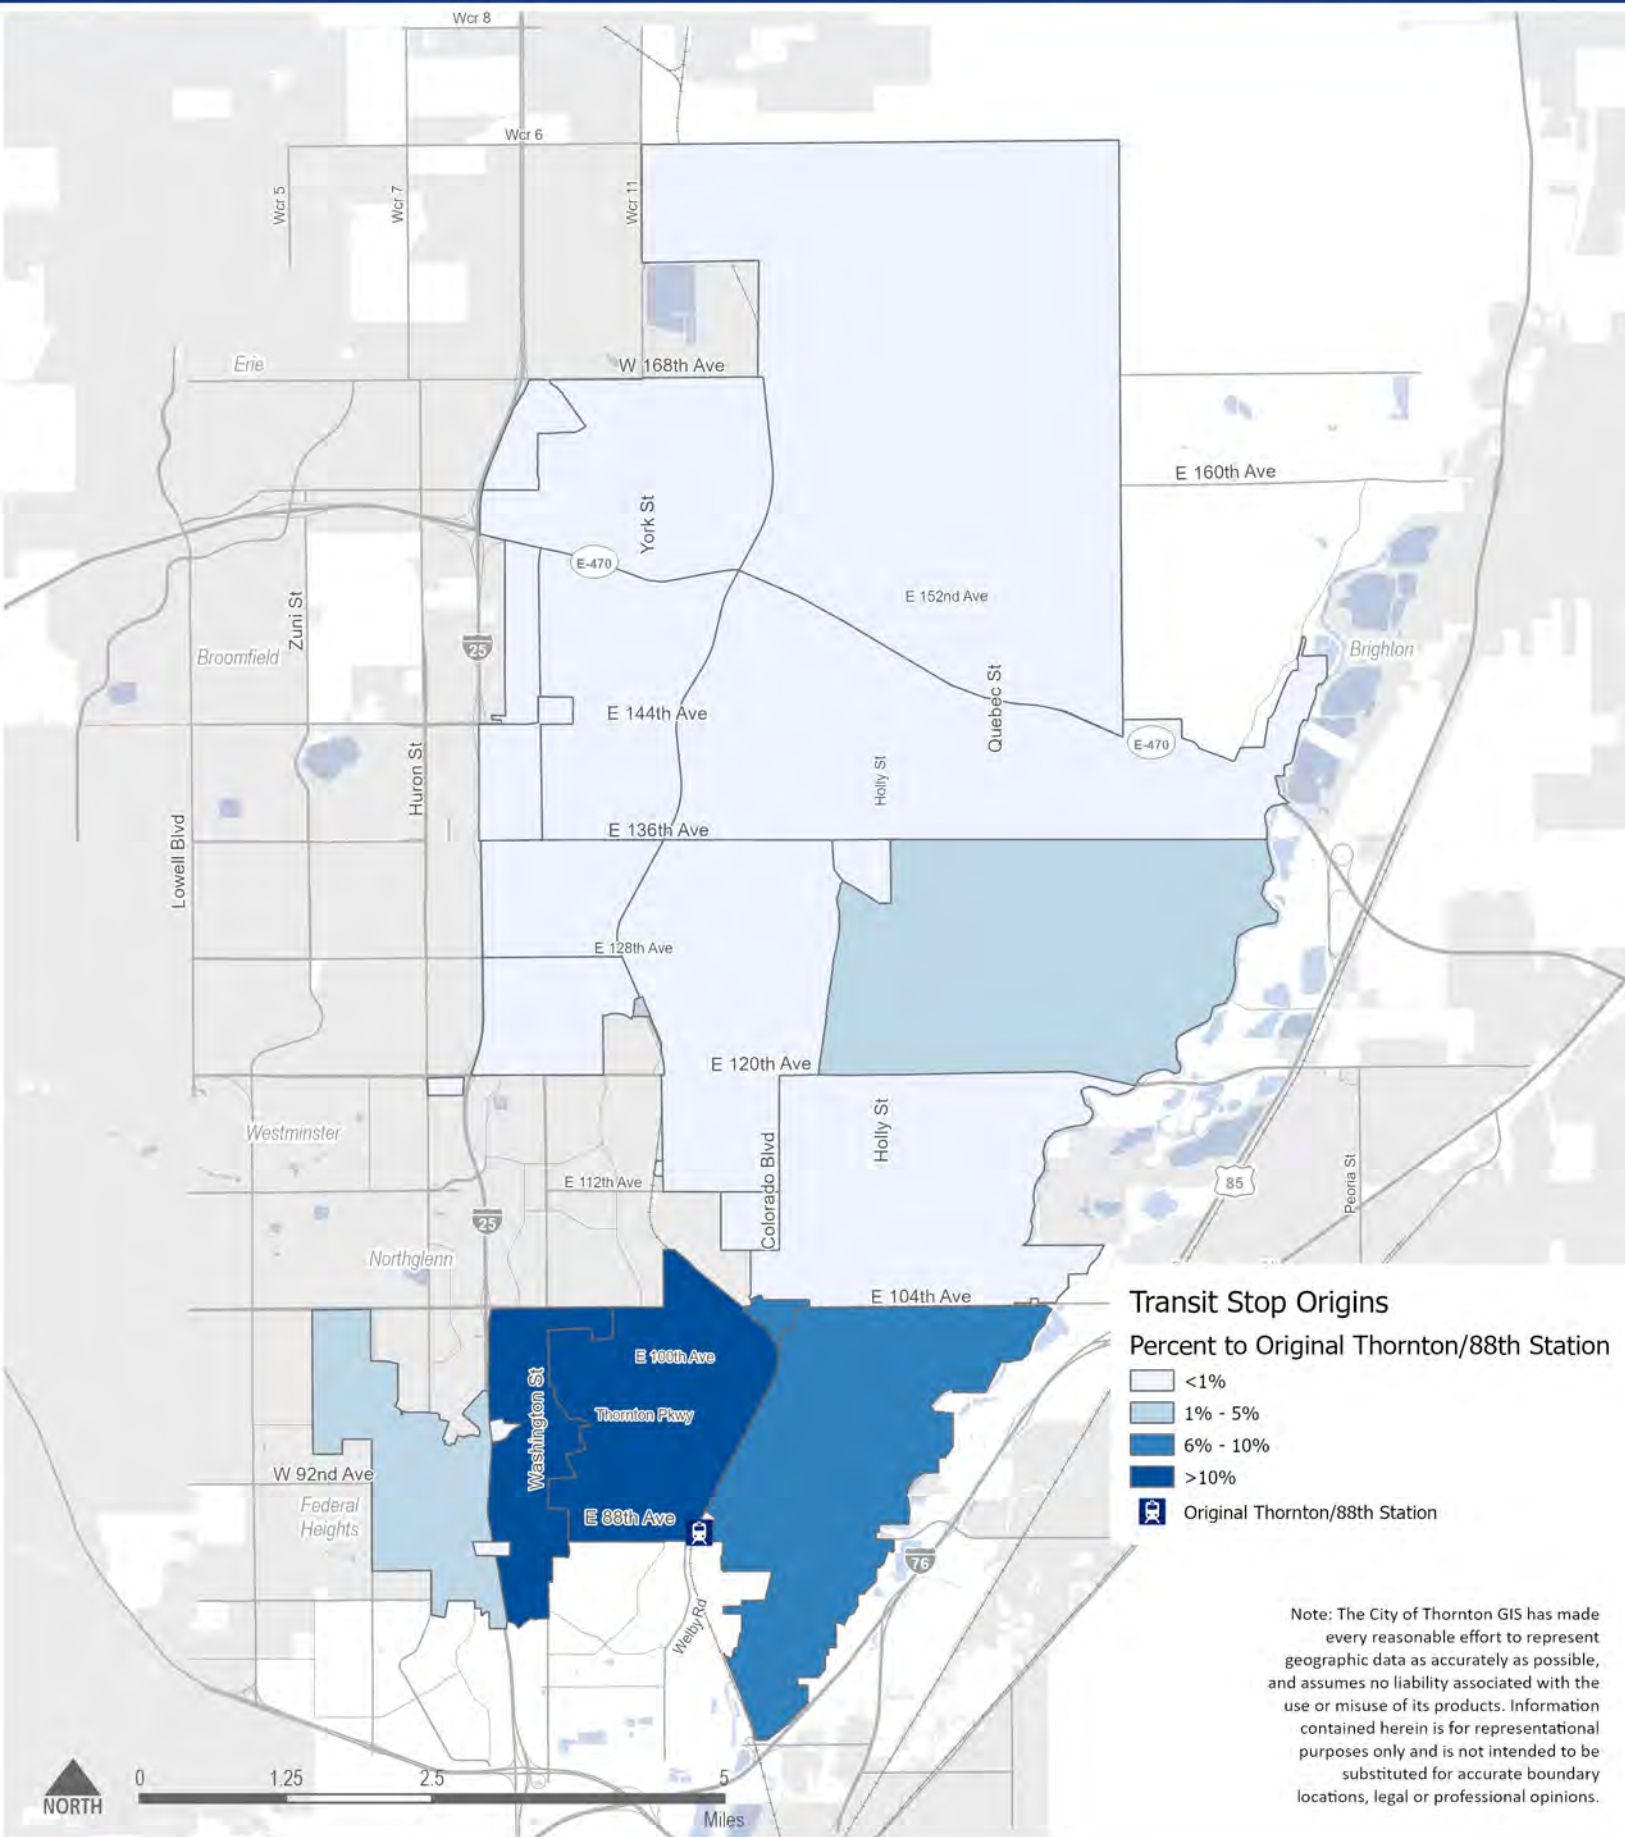 Wcr 8
Wcr 6
Wcr 5
Wcr 7
Wcr 11
Erie
W 168th Ave
E 160th Ave
York St
E-470
E 152nd Ave
Zuni St
25
Broomfield
Brighton
Quebec St
E 144th Ave
E-470
Huron St
Holly St
Lowell Blvd
E 136th Ave
E 128th Ave
E 120th Ave
Westminster
Holly St
Colorado Blvd
E 112th Ave
85
Peoria St
25
Northglenn
E 104th Ave
Transit Stop Origins
Percent to Original Thornton/88th Station
<1%
1% - 5%
6% - 10%
>10%
Original Thornton/88th Station
E 100th Ave
Washington St
Thornton Pkwy
W 92nd Ave
Federal
Heights
E 88th Ave
76
Welby Rd
Note: The City of Thornton GIS has made
every reasonable effort to represent
geographic data as accurately as possible,
and assumes no liability associated with the
use or misuse of its products. Information
contained herein is for representational
purposes only and is not intended to be
substituted for accurate boundary
locations, legal or professional opinions.
0 1.25 2.5 5
Miles
NORTH